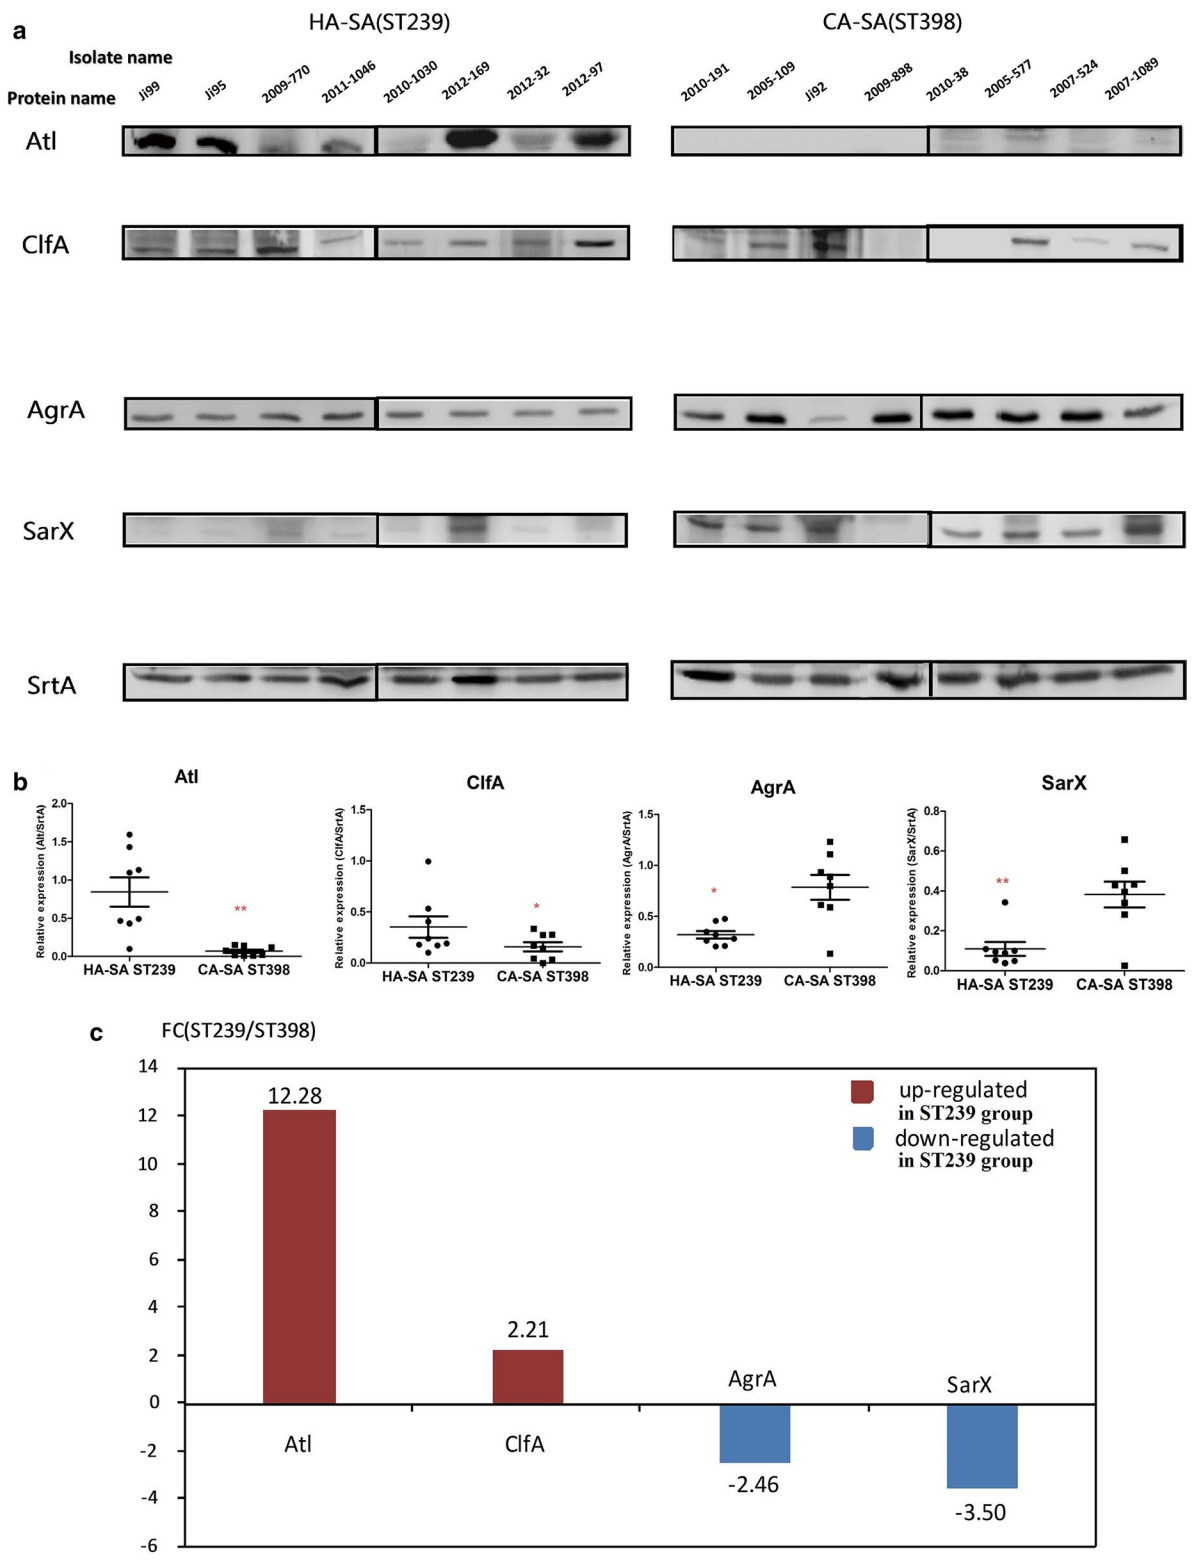 a
HA-SA(ST239) CA-SA(ST398)
Isolate name
Protein name
Ji99 Ji95 2009-770 2011-1046 2010-1030 2012-169 2012-32 2012-97 2010-191 2005-109 Ji92 2009-898 2010-38 2005-577 2007-524 2007-1089
Atl
ClfA
AgrA
SarX
SrtA
b
Atl
Relative expression (Alt/SrtA)
2.0
1.5
1.0
0.5
0.0
**
HA-SA ST239 CA-SA ST398
ClfA
Relative expression (ClfA/SrtA)
1.5
1.0
0.5
0.0
*
HA-SA ST239 CA-SA ST398
AgrA
Relative expression (AgrA/SrtA)
1.5
1.0
0.5
0.0
*
HA-SA ST239 CA-SA ST398
SarX
Relative expression (SarX/SrtA)
0.8
0.6
0.4
0.2
0.0
**
HA-SA ST239 CA-SA ST398
c
FC(ST239/ST398)
14
12
10
8
6
4
2
0
-2
-4
-6
up-regulated
in ST239 group
down-regulated
in ST239 group
12.28
Atl
2.21
ClfA
AgrA
-2.46
SarX
-3.50